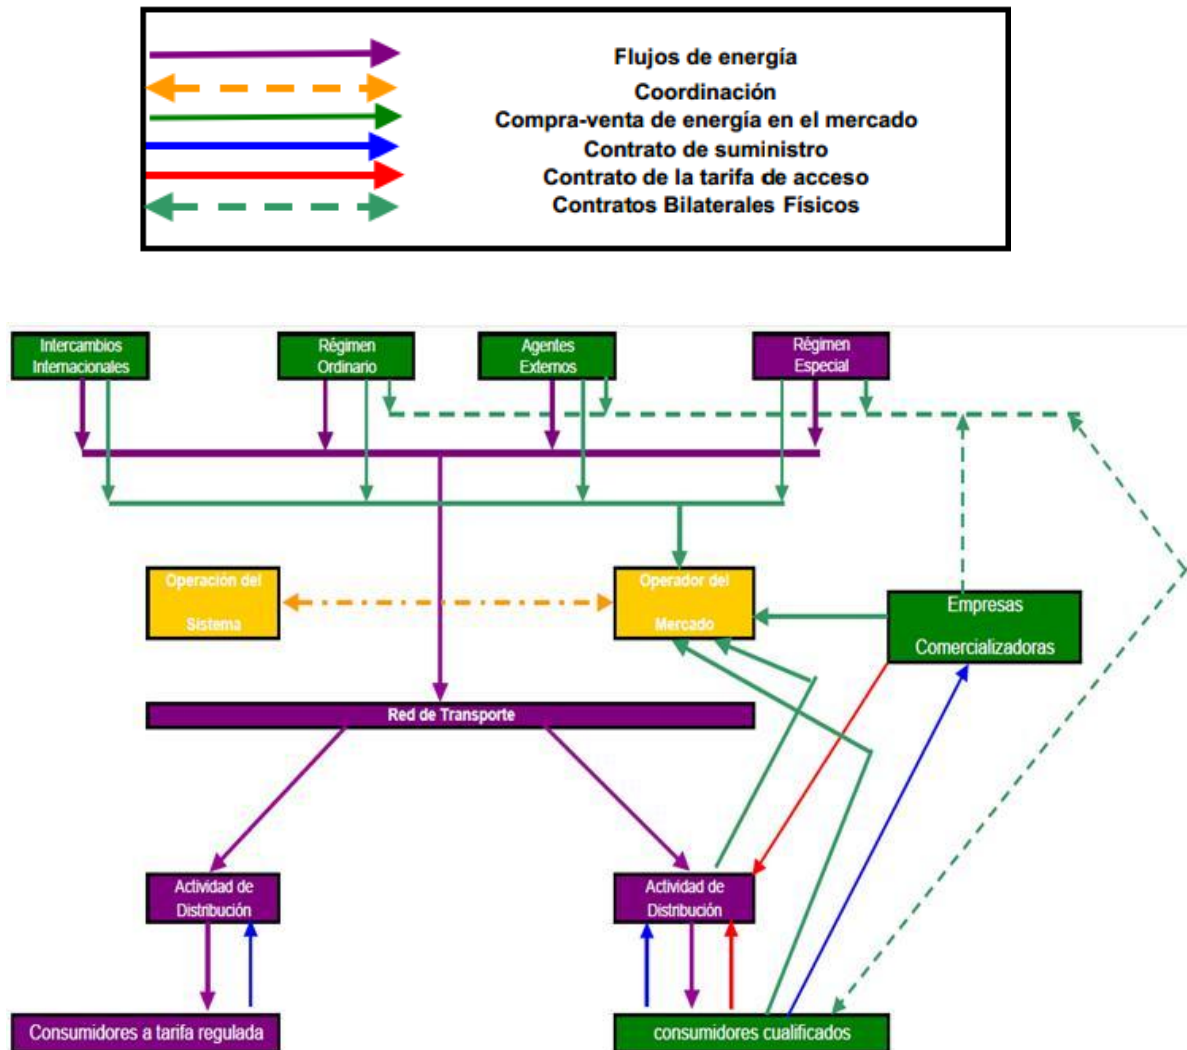 Flujos de energía
Coordinación
Compra-venta de energía en el mercado
Contrato de suministro
Contrato de la tarifa de acceso
Contratos Bilaterales Físicos
Intercambios
Internacionales
Régimen
Ordinario
Agentes
Externos
Régimen
Especial
Operación del
Sistema
Operador del
Mercado
Empresas
Comercializadoras
Red de Transporte
Actividad de
Distribución
Actividad de
Distribución
Consumidores a tarifa regulada
consumidores cualificados